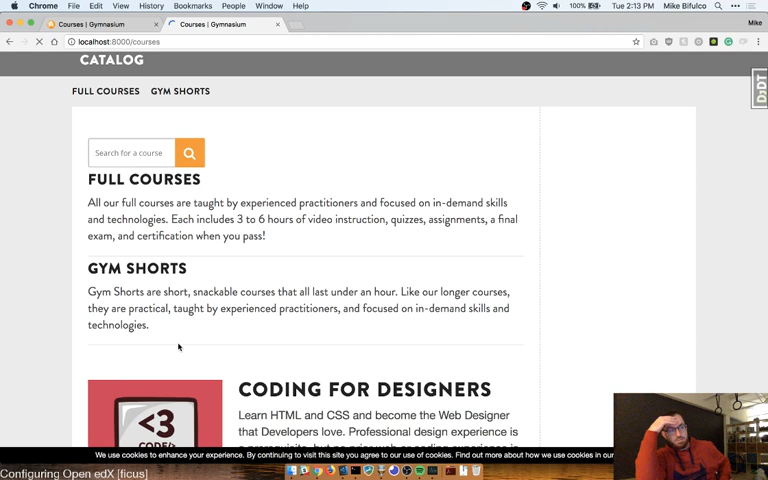 Chrome File Edit View History Bookmarks People Window Help
100% Tue 2:13 PM Mike Bifulco
Courses | Gymnasium
Courses | Gymnasium
Mike
localhost:8000/courses
CATALOG
DjDT
FULL COURSES GYM SHORTS
Search for a course
FULL COURSES
All our full courses are taught by experienced practitioners and focused on in-demand skills
and technologies. Each includes 3 to 6 hours of video instruction, quizzes, assignments, a final
exam, and certification when you pass!
GYM SHORTS
Gym Shorts are short, snackable courses that all last under an hour. Like our longer courses,
they are practical, taught by experienced practitioners, and focused on in-demand skills and
technologies.
<3
CODE/>
CODING FOR DESIGNERS
Learn HTML and CSS and become the Web Designer
that Developers love. Professional design experience is
We use cookies to enhance your experience. By continuing to visit this site you agree to our use of cookies. Find out more about how we use cookies in our
Configuring Open edX [ficus]